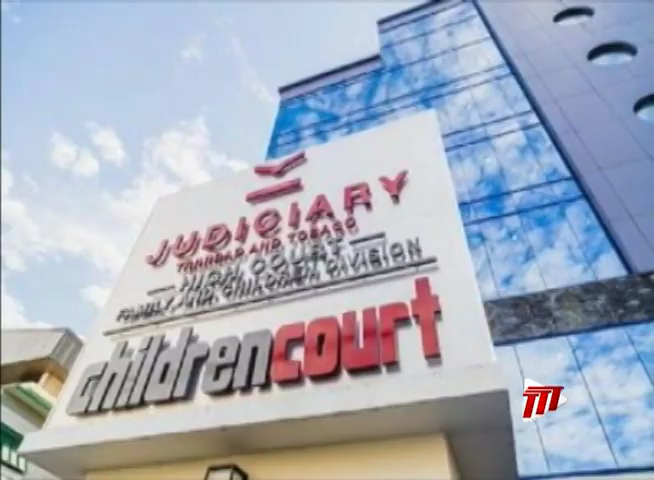 JUDICIARY
TRINIDAD AND TOBAGO
HIGH COURT
FAMILY AND CHILDREN DIVISION
childrencourt